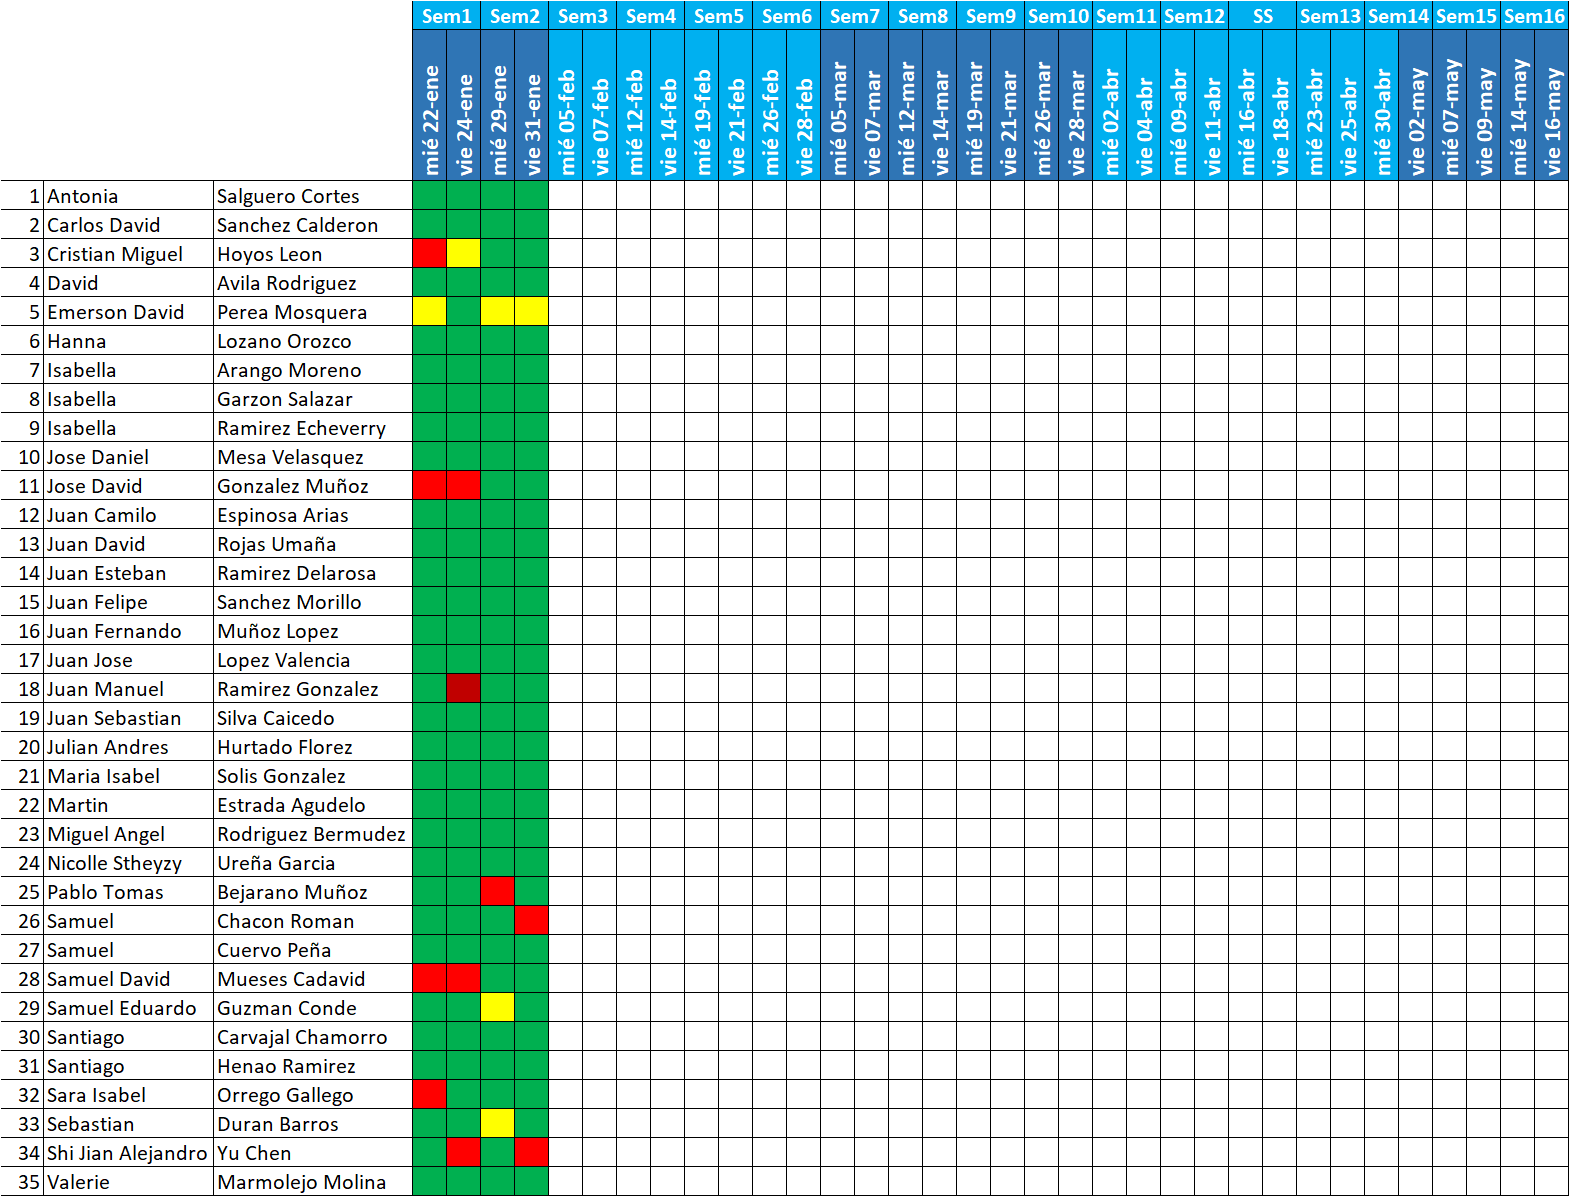 Sem1 Sem2 Sem3 Sem4 Sem5 Sem6 Sem7 Sem8 Sem9 Sem10 Sem11 Sem12 SS Sem13 Sem14 Sem15 Sem16
mié 22-ene
vie 24-ene
mié 29-ene
vie 31-ene
mié 05-feb
vie 07-feb
mié 12-feb
vie 14-feb
mié 19-feb
vie 21-feb
mié 26-feb
vie 28-feb
mié 05-mar
vie 07-mar
mié 12-mar
vie 14-mar
mié 19-mar
vie 21-mar
mié 26-mar
vie 28-mar
mié 02-abr
vie 04-abr
mié 09-abr
vie 11-abr
mié 16-abr
vie 18-abr
mié 23-abr
vie 25-abr
mié 30-abr
vie 02-may
mié 07-may
vie 09-may
mié 14-may
vie 16-may
1 Antonia Salguero Cortes
2 Carlos David Sanchez Calderon
3 Cristian Miguel Hoyos Leon
4 David Avila Rodriguez
5 Emerson David Perea Mosquera
6 Hanna Lozano Orozco
7 Isabella Arango Moreno
8 Isabella Garzon Salazar
9 Isabella Ramirez Echeverry
10 Jose Daniel Mesa Velasquez
11 Jose David Gonzalez Muñoz
12 Juan Camilo Espinosa Arias
13 Juan David Rojas Umaña
14 Juan Esteban Ramirez Delarosa
15 Juan Felipe Sanchez Morillo
16 Juan Fernando Muñoz Lopez
17 Juan Jose Lopez Valencia
18 Juan Manuel Ramirez Gonzalez
19 Juan Sebastian Silva Caicedo
20 Julian Andres Hurtado Florez
21 Maria Isabel Solis Gonzalez
22 Martin Estrada Agudelo
23 Miguel Angel Rodriguez Bermudez
24 Nicolle Stheyzy Ureña Garcia
25 Pablo Tomas Bejarano Muñoz
26 Samuel Chacon Roman
27 Samuel Cuervo Peña
28 Samuel David Mueses Cadavid
29 Samuel Eduardo Guzman Conde
30 Santiago Carvajal Chamorro
31 Santiago Henao Ramirez
32 Sara Isabel Orrego Gallego
33 Sebastian Duran Barros
34 Shi Jian Alejandro Yu Chen
35 Valerie Marmolejo Molina